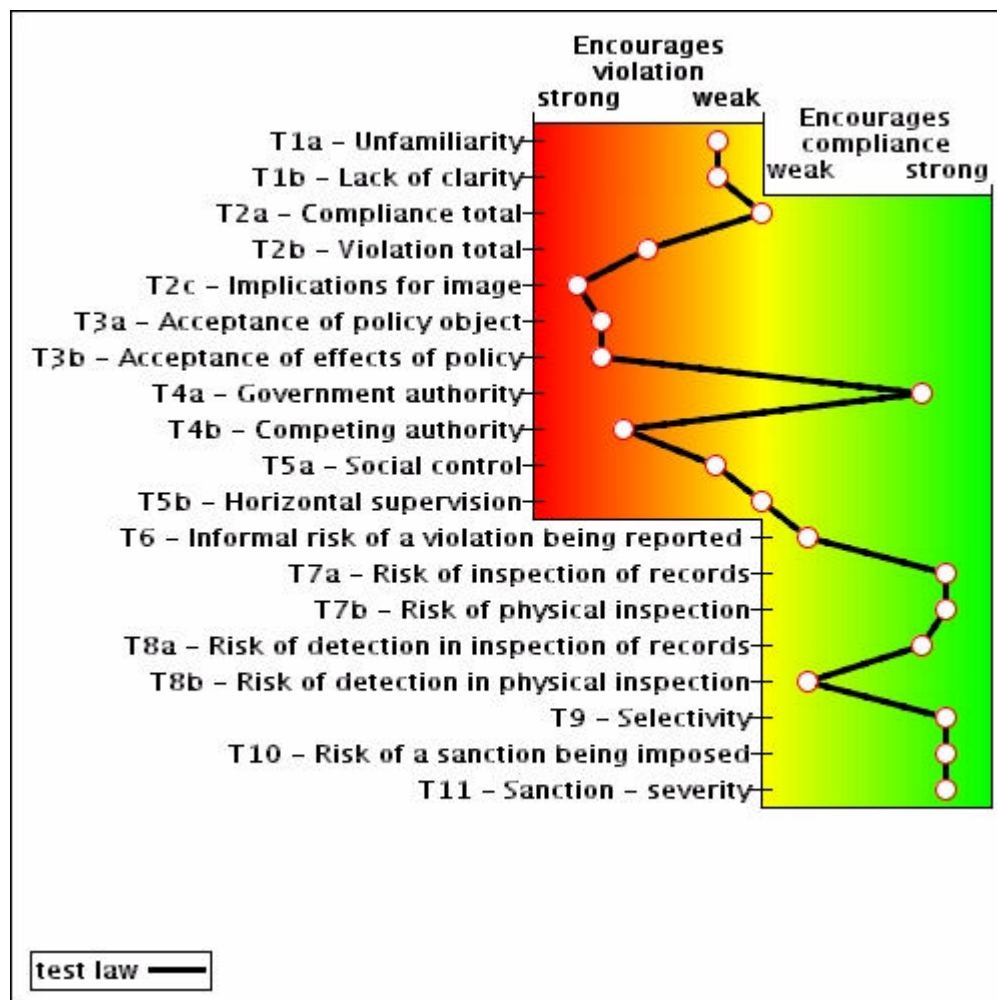 Encourages
violation
strong weak
Encourages
compliance
weak strong
T1a – Unfamiliarity
T1b – Lack of clarity
T2a – Compliance total
T2b – Violation total
T2c – Implications for image
T3a – Acceptance of policy object
T3b – Acceptance of effects of policy
T4a – Government authority
T4b – Competing authority
T5a – Social control
T5b – Horizontal supervision
T6 – Informal risk of a violation being reported
T7a – Risk of inspection of records
T7b – Risk of physical inspection
T8a – Risk of detection in inspection of records
T8b – Risk of detection in physical inspection
T9 – Selectivity
T10 – Risk of a sanction being imposed
T11 – Sanction – severity
test law